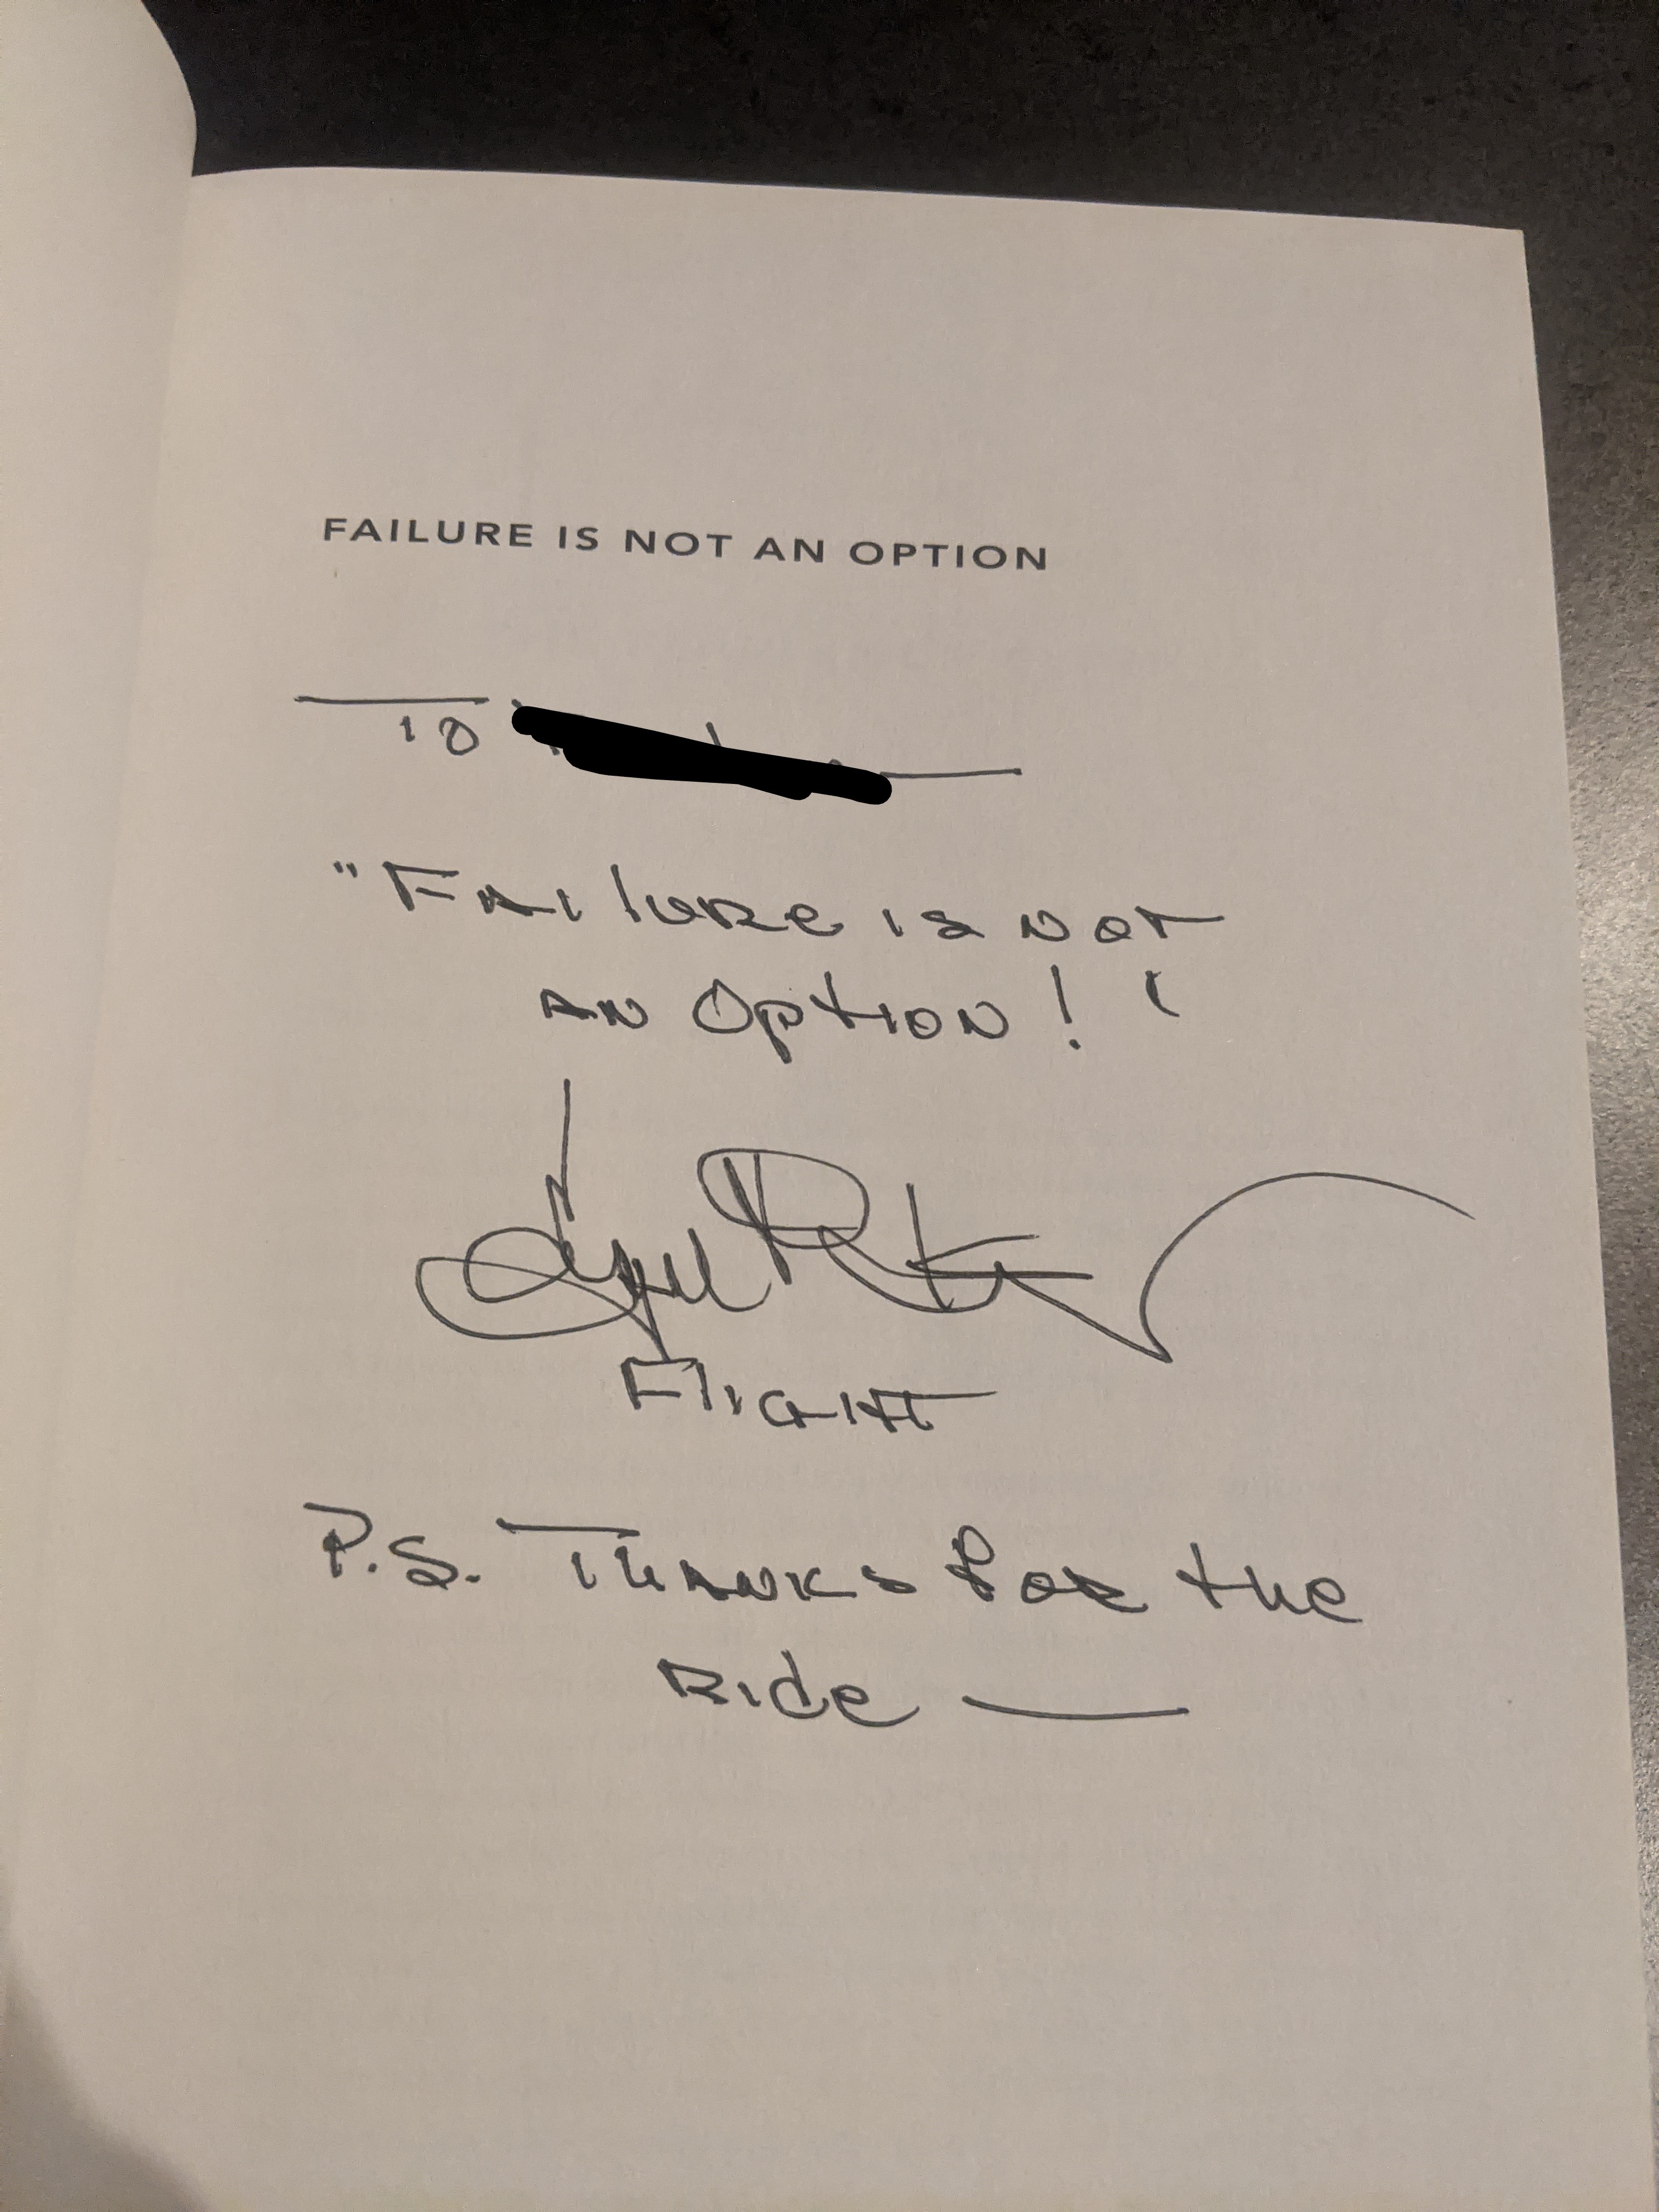 FAILURE IS NOT AN OPTION
To
"FAilure is NOT
AN Option!"
FligHT
P.S. THANKS for the
Ride —